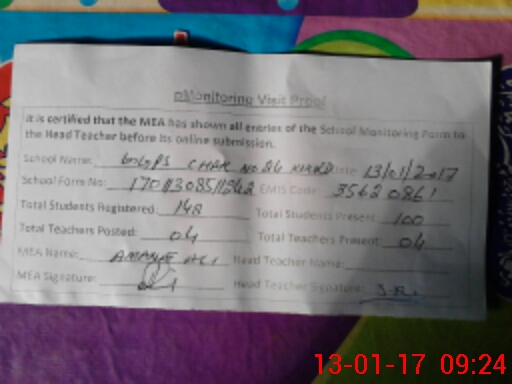 eMonitoring Visit Proof
It is certified that the MEA has shown all entries of the School Monitoring Form to
the Head Teacher before its online submission.
School Name: GGPS CHAK NO 26 Date 13/01/2017
School Form No: EMIS Code: 35620861
Total Students Registered: 148 Total Students Present: 100
Total Teachers Posted: 04 Total Teachers Present: 04
MEA Name: Head Teacher Name:
MEA Signature: Head Teacher Signature: S.R.
13-01-17 09:24